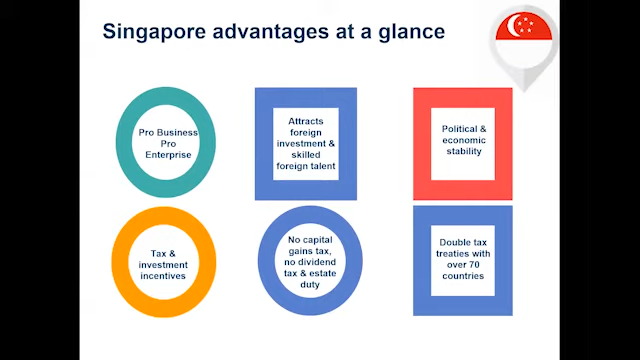 Singapore advantages at a glance
Pro Business
Pro
Enterprise
Attracts
foreign
investment &
skilled
foreign talent
Political &
economic
stability
Tax &
investment
incentives
No capital
gains tax,
no dividend
tax & estate
duty
Double tax
treaties with
over 70
countries